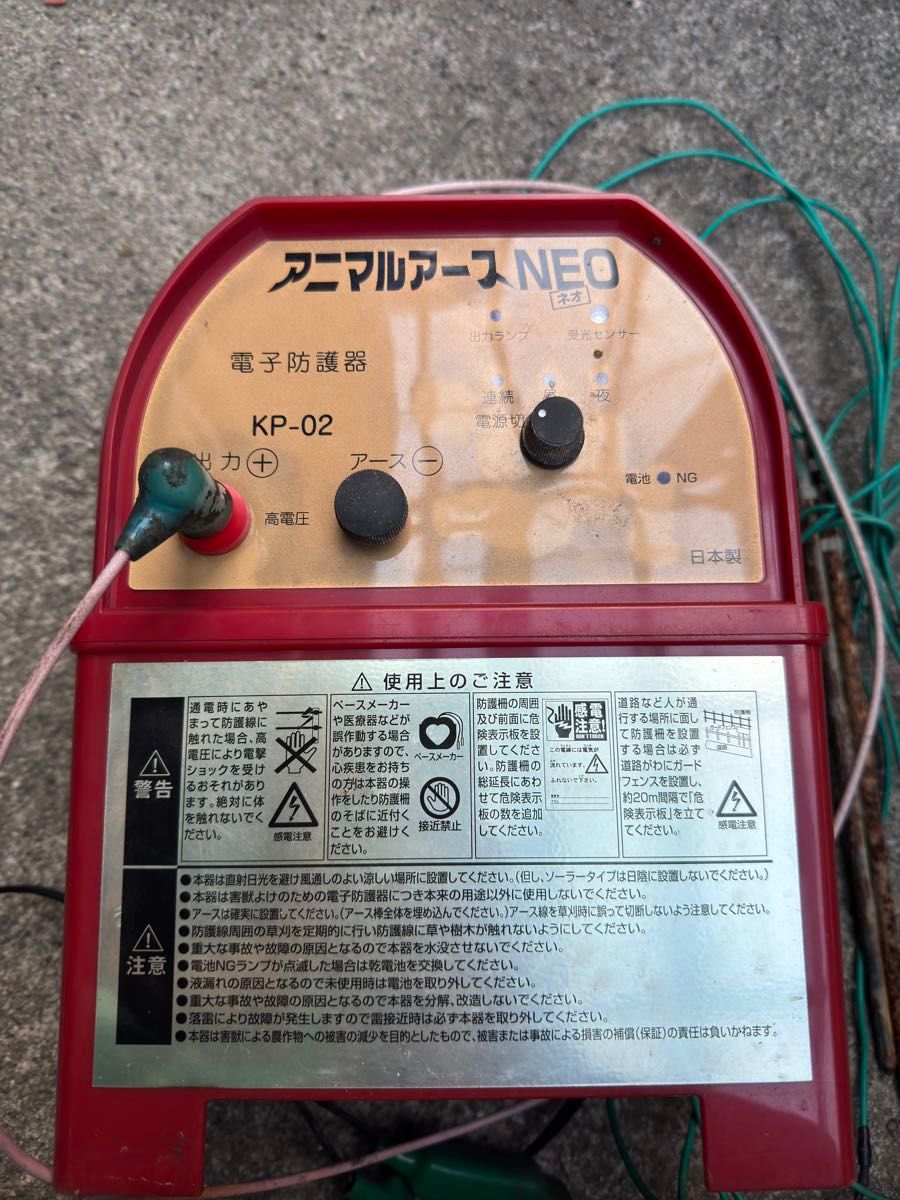 アニマルアースNEO
ネオ
出力ランプ
受光センサー
電子防護器
連続
昼
夜
電源切
KP-02
出力＋
アース－
高電圧
電池
NG
日本製
⚠使用上のご注意
警告
通電時にあや
まって防護線に
触れた場合、高
電圧により電撃
ショックを受け
るおそれがあり
ます。絶対に体
を触れないでく
ださい。
感電注意
ペースメーカー
や医療器などが
誤作動する場合
がありますので、
心疾患をお持ち
の方は本器の操
作をしたり防護柵
のそばに近付く
ことをお避けく
ださい。
ペースメーカー
接近禁止
防護柵の周囲
及び前面に危
険表示板を設
置してくださ
い。防護柵の
総延長にあわ
せて危険表示
板の数を追加
してください。
感電
注意!
DON'T TOUCH
この電線には電気が
流れています。
ふれないで下さい。
道路など人が通
行する場所に面し
て防護柵を設置
する場合は必ず
道路がわにガード
フェンスを設置し、
約20m間隔で「危
険表示板」を立て
てください。
防護柵
道路
感電注意
注意
●本器は直射日光を避け風通しのよい涼しい場所に設置してください。(但し、ソーラータイプは日陰に設置しないでください。)
●本器は害獣よけのための電子防護器につき本来の用途以外に使用しないでください。
●アースは確実に設置してください。(アース棒全体を埋め込んでください。)アース線を草刈時に誤って切断しないよう注意してください。
●防護線周囲の草刈を定期的に行い防護線に草や樹木が触れないようにしてください。
●重大な事故や故障の原因となるので本器を水没させないでください。
●電池NGランプが点滅した場合は乾電池を交換してください。
●液漏れの原因となるので未使用時は電池を取り外してください。
●重大な事故や故障の原因となるので本器を分解、改造しないでください。
●落雷により故障が発生しますので雷接近時は必ず本器を取り外してください。
●本器は害獣による農作物への被害の減少を目的としたもので、被害または事故による損害の補償(保証)の責任は負いかねます。